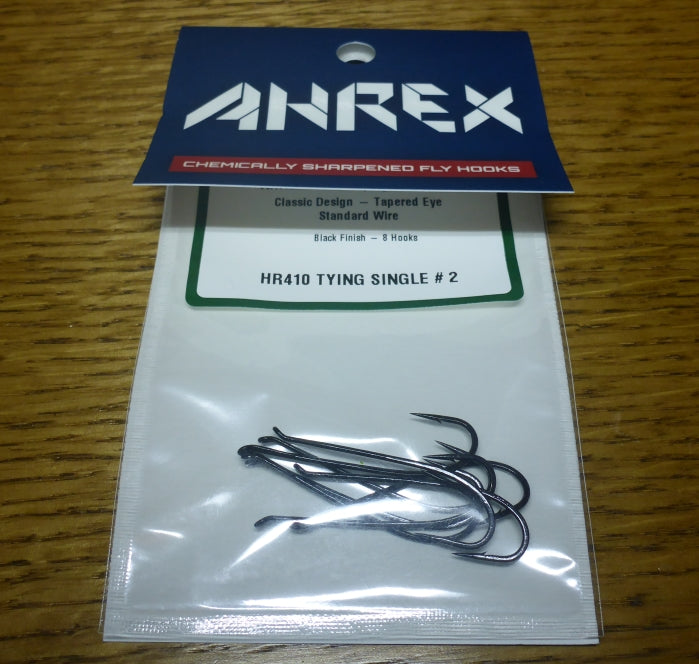 AHREX
CHEMICALLY SHARPENED FLY HOOKS
Classic Design – Tapered Eye
Standard Wire
Black Finish – 8 Hooks
HR410 TYING SINGLE # 2